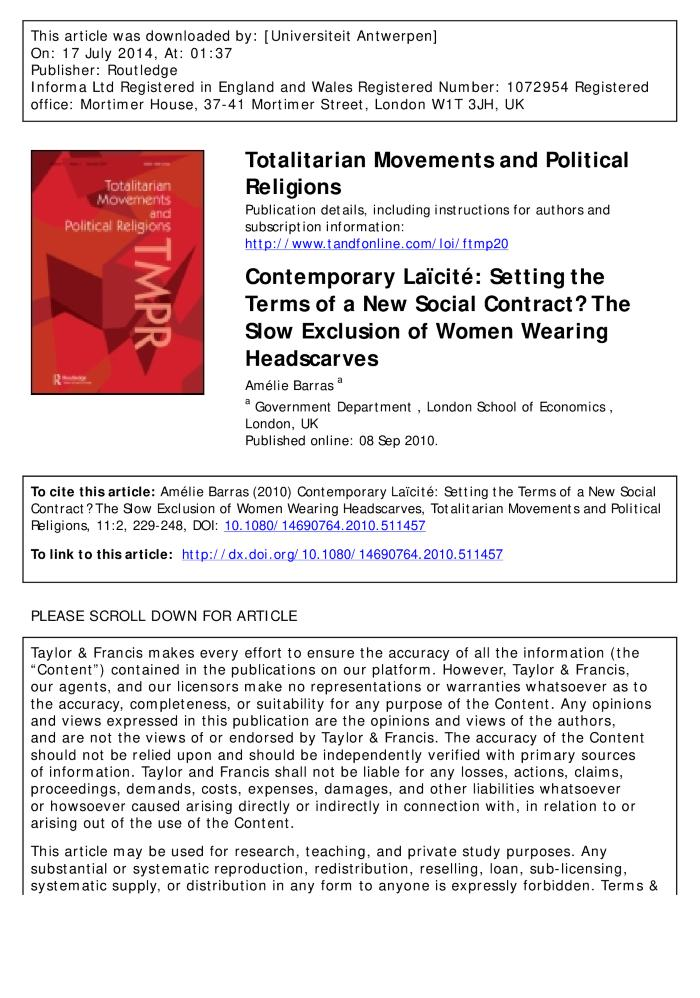 This article was downloaded by: [Universiteit Antwerpen]
On: 17 July 2014, At: 01:37
Publisher: Routledge
Informa Ltd Registered in England and Wales Registered Number: 1072954 Registered
office: Mortimer House, 37-41 Mortimer Street, London W1T 3JH, UK
Totalitarian
Movements
and
Political Religions
TMPR
Routledge
Totalitarian Movements and Political
Religions
Publication details, including instructions for authors and
subscription information:
http://www.tandfonline.com/loi/ftmp20
Contemporary Laïcité: Setting the
Terms of a New Social Contract? The
Slow Exclusion of Women Wearing
Headscarves
Amélie Barras a
a Government Department , London School of Economics ,
London, UK
Published online: 08 Sep 2010.
To cite this article: Amélie Barras (2010) Contemporary Laïcité: Setting the Terms of a New Social
Contract? The Slow Exclusion of Women Wearing Headscarves, Totalitarian Movements and Political
Religions, 11:2, 229-248, DOI: 10.1080/14690764.2010.511457
To link to this article: http://dx.doi.org/10.1080/14690764.2010.511457
PLEASE SCROLL DOWN FOR ARTICLE
Taylor & Francis makes every effort to ensure the accuracy of all the information (the
“Content”) contained in the publications on our platform. However, Taylor & Francis,
our agents, and our licensors make no representations or warranties whatsoever as to
the accuracy, completeness, or suitability for any purpose of the Content. Any opinions
and views expressed in this publication are the opinions and views of the authors,
and are not the views of or endorsed by Taylor & Francis. The accuracy of the Content
should not be relied upon and should be independently verified with primary sources
of information. Taylor and Francis shall not be liable for any losses, actions, claims,
proceedings, demands, costs, expenses, damages, and other liabilities whatsoever
or howsoever caused arising directly or indirectly in connection with, in relation to or
arising out of the use of the Content.
This article may be used for research, teaching, and private study purposes. Any
substantial or systematic reproduction, redistribution, reselling, loan, sub-licensing,
systematic supply, or distribution in any form to anyone is expressly forbidden. Terms &